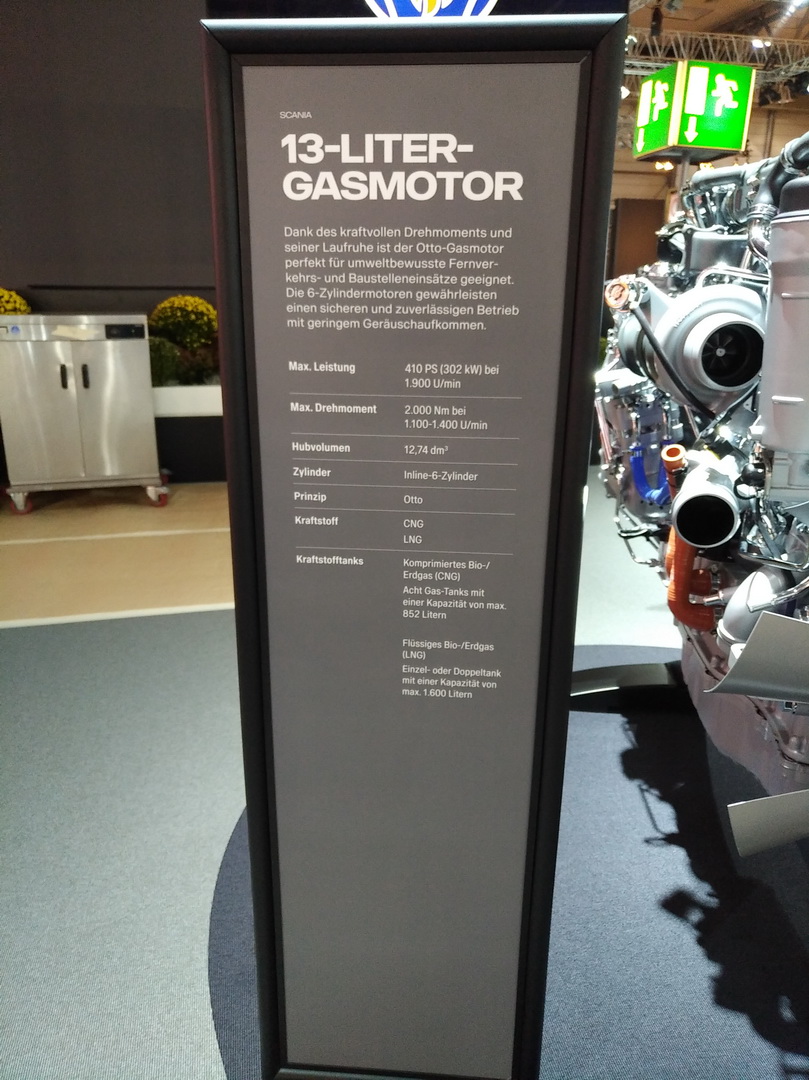 SCANIA
13-LITER-
GASMOTOR
Dank des kraftvollen Drehmoments und
seiner Laufruhe ist der Otto-Gasmotor
perfekt für umweltbewusste Fernver-
kehrs- und Baustelleneinsätze geeignet.
Die 6-Zylindermotoren gewährleisten
einen sicheren und zuverlässigen Betrieb
mit geringem Geräuschaufkommen.
Max. Leistung 410 PS (302 kW) bei
1.900 U/min
Max. Drehmoment 2.000 Nm bei
1.100-1.400 U/min
Hubvolumen 12,74 dm³
Zylinder Inline-6-Zylinder
Prinzip Otto
Kraftstoff CNG
LNG
Kraftstofftanks Komprimiertes Bio-/
Erdgas (CNG)
Acht Gas-Tanks mit
einer Kapazität von max.
852 Litern
Flüssiges Bio-/Erdgas
(LNG)
Einzel- oder Doppeltank
mit einer Kapazität von
max. 1.600 Litern